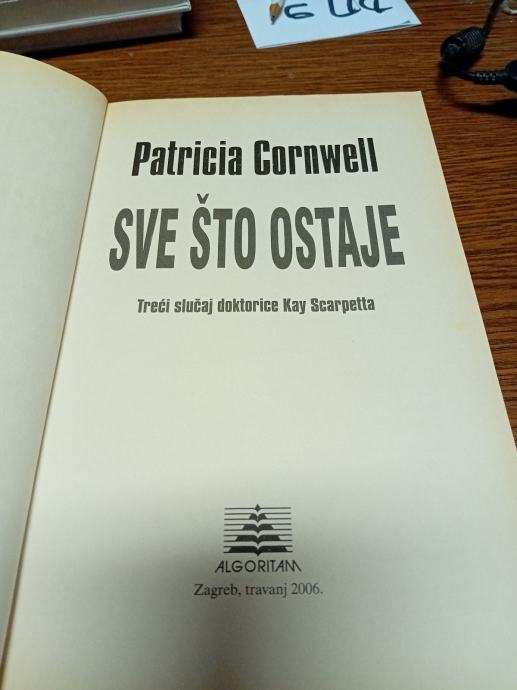 Patricia Cornwell
SVE ŠTO OSTAJE
Treći slučaj doktorice Kay Scarpetta
ALGORITAM
Zagreb, travanj 2006.